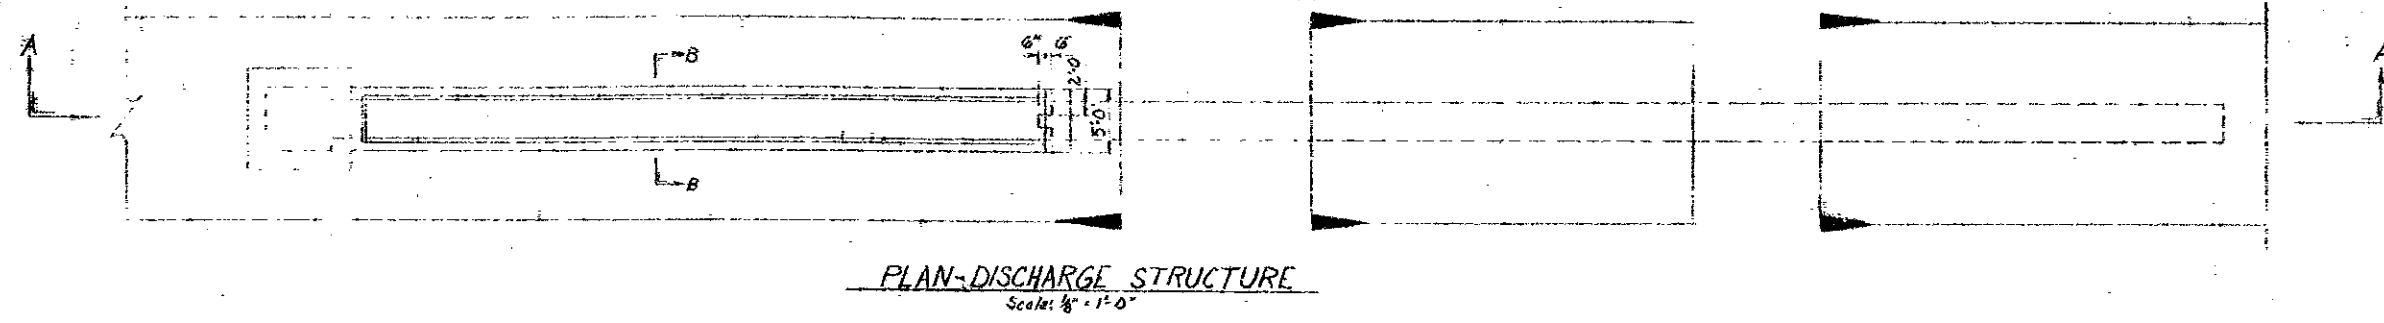 A
A
B
6" 6"
2'-0"
5'-0"
B
PLAN-DISCHARGE STRUCTURE
Scale: 1/8" = 1'-0"